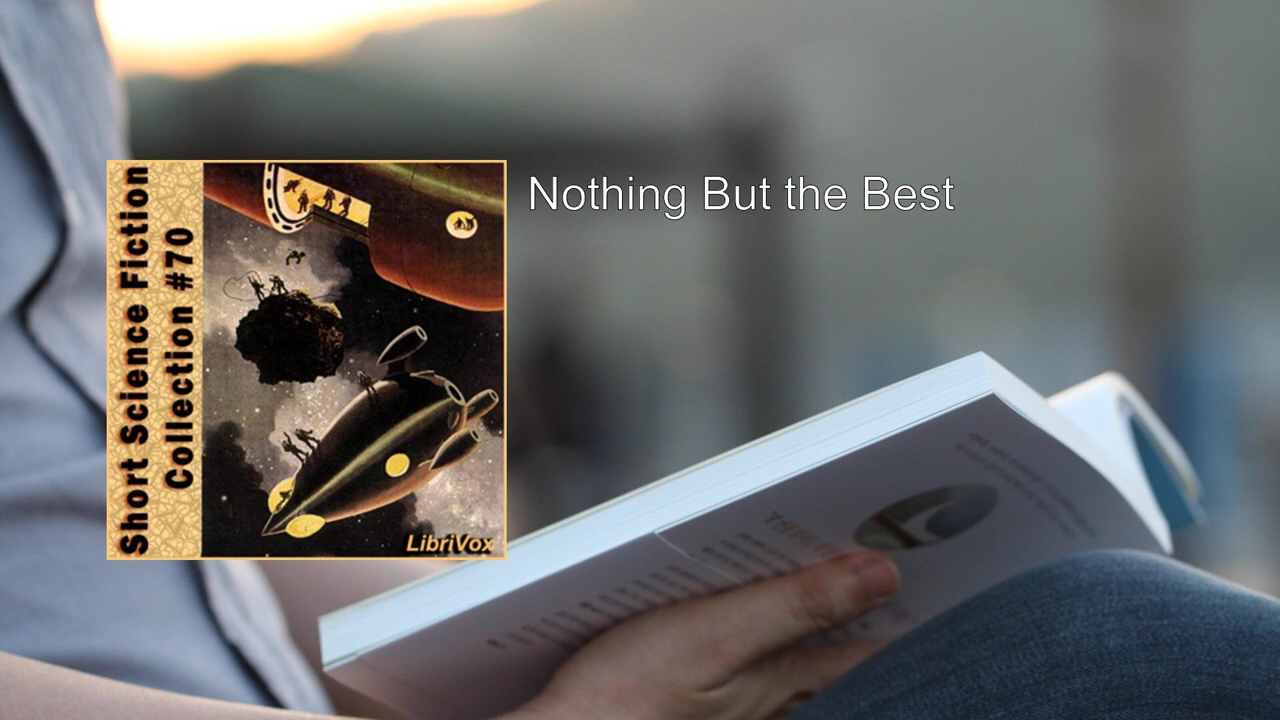 Short Science Fiction
Collection #70
LibriVox
Nothing But the Best